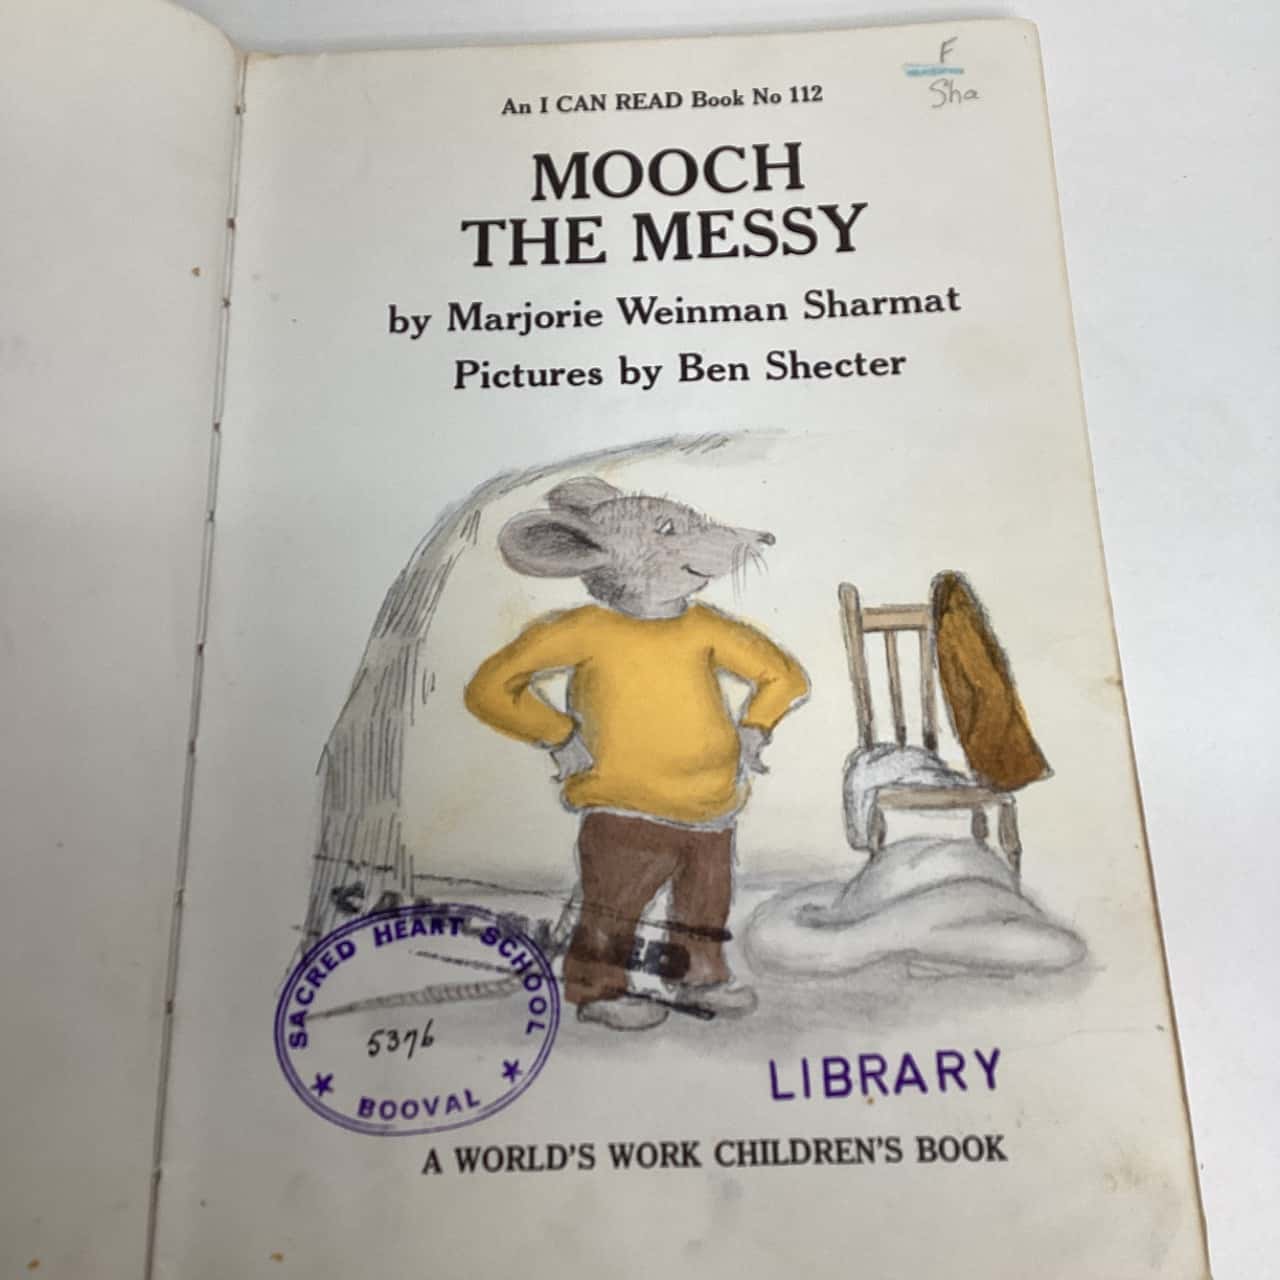 F
Sha
An I CAN READ Book No 112
MOOCH
THE MESSY
by Marjorie Weinman Sharmat
Pictures by Ben Shecter
SACRED HEART SCHOOL
5376
BOOVAL
LIBRARY
A WORLD'S WORK CHILDREN'S BOOK